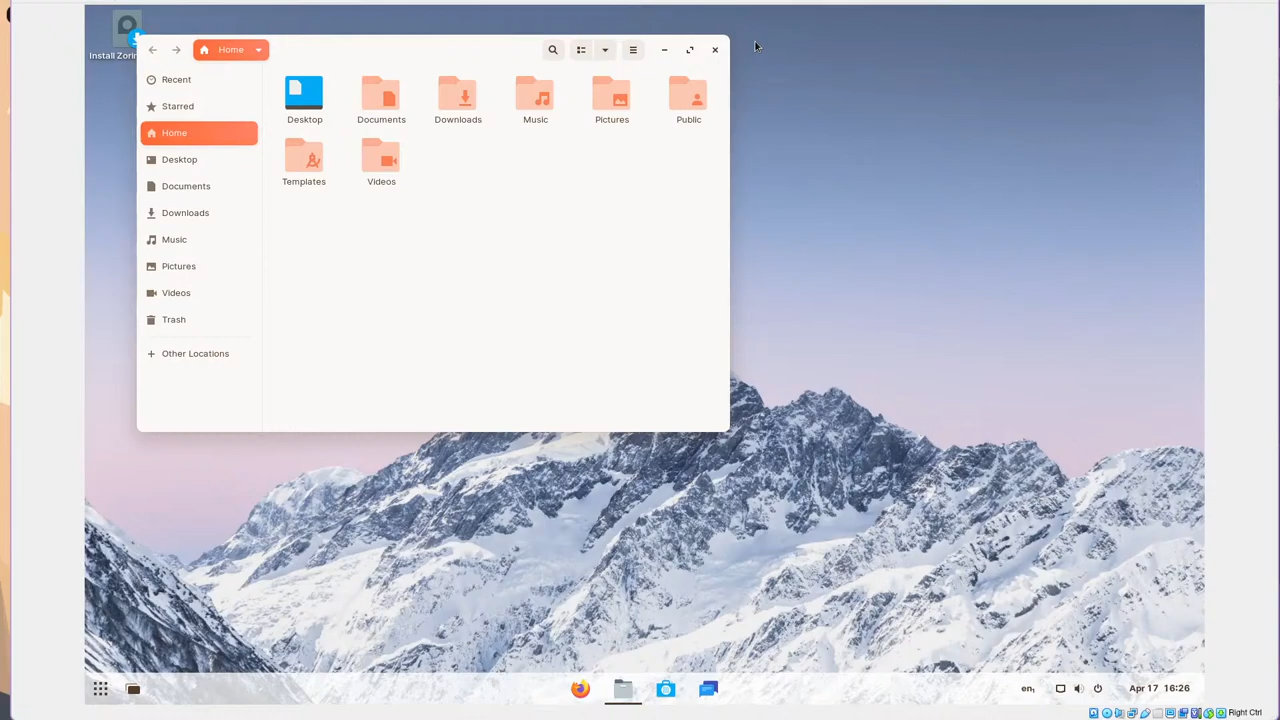 Install Zorin
Home
Recent
Starred
Home
Desktop
Documents
Downloads
Music
Pictures
Videos
Trash
Other Locations
Desktop
Documents
Downloads
Music
Pictures
Public
Templates
Videos
en₁
Apr 17 16:26
Right Ctrl